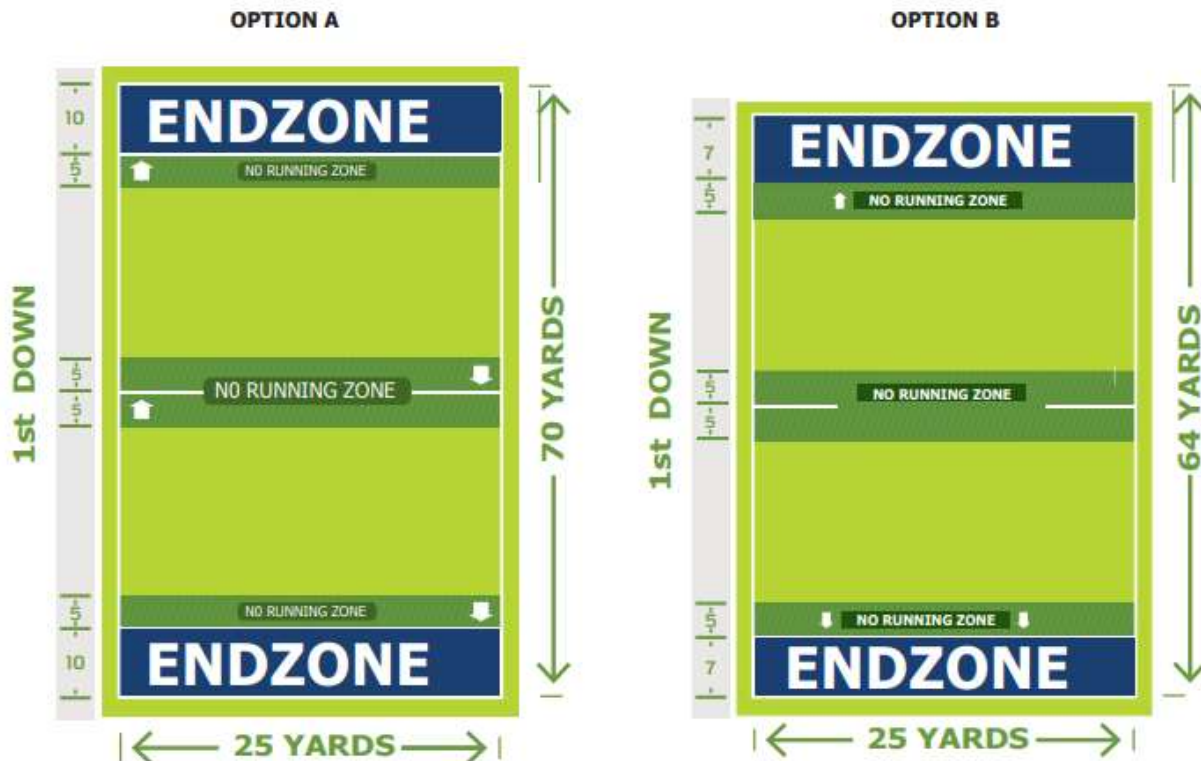 OPTION A
10
ENDZONE
5
N0 RUNNING ZONE
1st DOWN
5
N0 RUNNING ZONE
5
70 YARDS
5
N0 RUNNING ZONE
10
ENDZONE
25 YARDS
OPTION B
7
ENDZONE
5
NO RUNNING ZONE
1st DOWN
5
NO RUNNING ZONE
5
64 YARDS
5
NO RUNNING ZONE
7
ENDZONE
25 YARDS